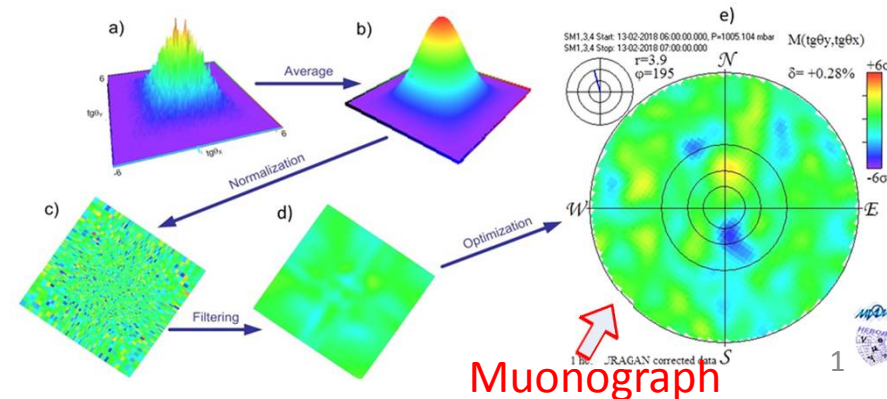 a)
6
tgθY
-6
tgθX
6
Average
b)
Normalization
c)
Filtering
d)
Optimization
e)
SM1,3,4 Start: 13-02-2018 06:00:00.000, P=1005.104 mbar
SM1,3,4 Stop: 13-02-2018 07:00:00.000
r=3.9
φ=195
M(tgθy,tgθx)
δ= +0.28%
+6σ
-6σ
N
W
E
S
1 h
URAGAN corrected data
Muonograph
1